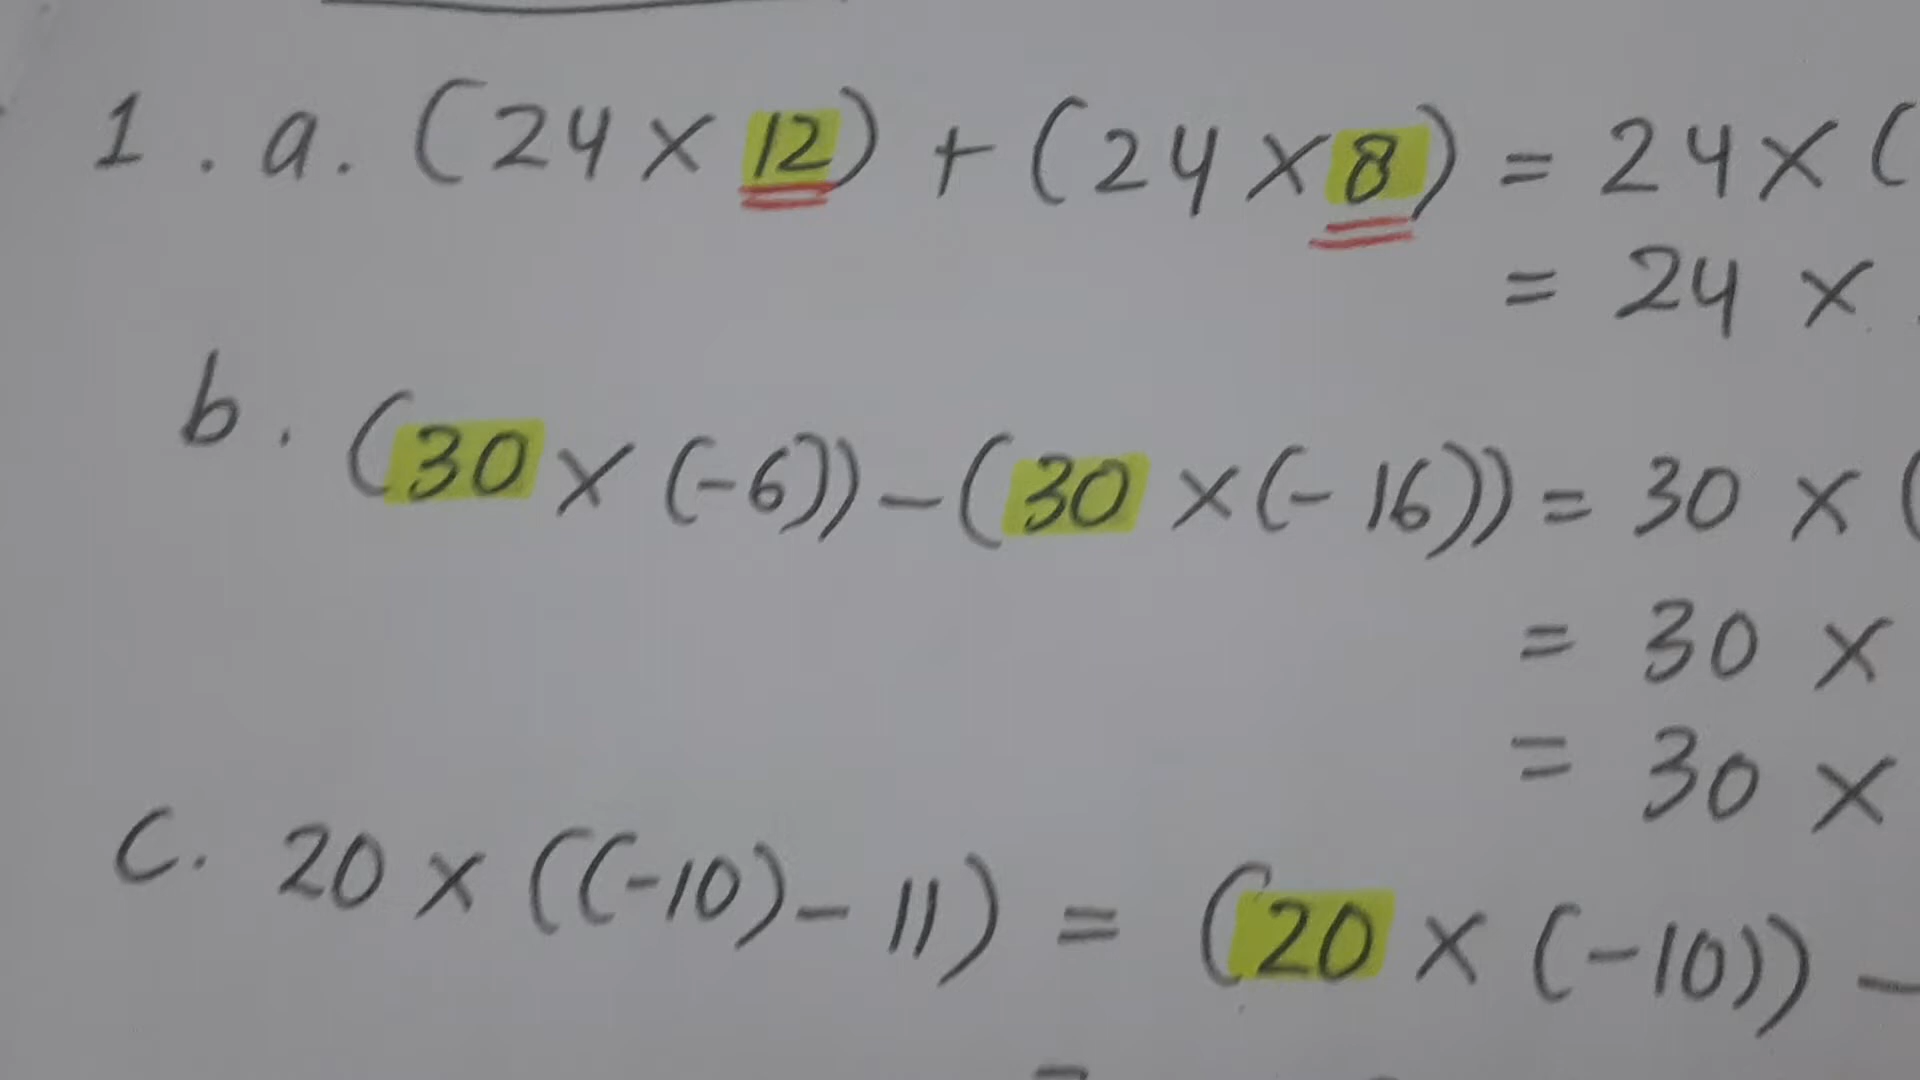 1. a. (24 × 12) + (24 × 8) = 24 × (
= 24 ×
b. (30 × (-6)) - (30 × (-16)) = 30 × (
= 30 ×
= 30 ×
c. 20 × ((-10) - 11) = (20 × (-10)) -